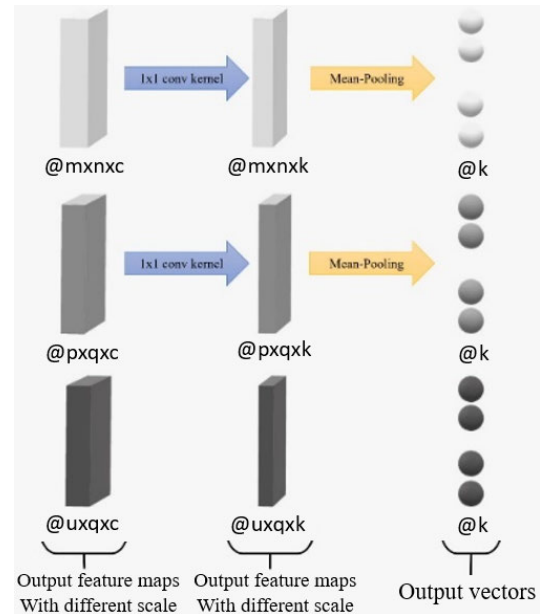 1x1 conv kernel
Mean-Pooling
@mxnxc
@mxnxk
@k
1x1 conv kernel
Mean-Pooling
@pxqxc
@pxqxk
@k
@uxqxc
@uxqxk
@k
Output feature maps
With different scale
Output feature maps
With different scale
Output vectors